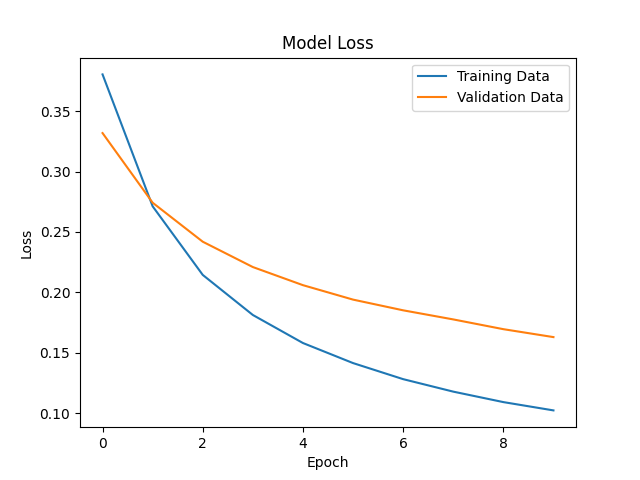 Model Loss
Training Data
Validation Data
0.35
0.30
0.25
0.20
0.15
0.10
Loss
0 2 4 6 8
Epoch